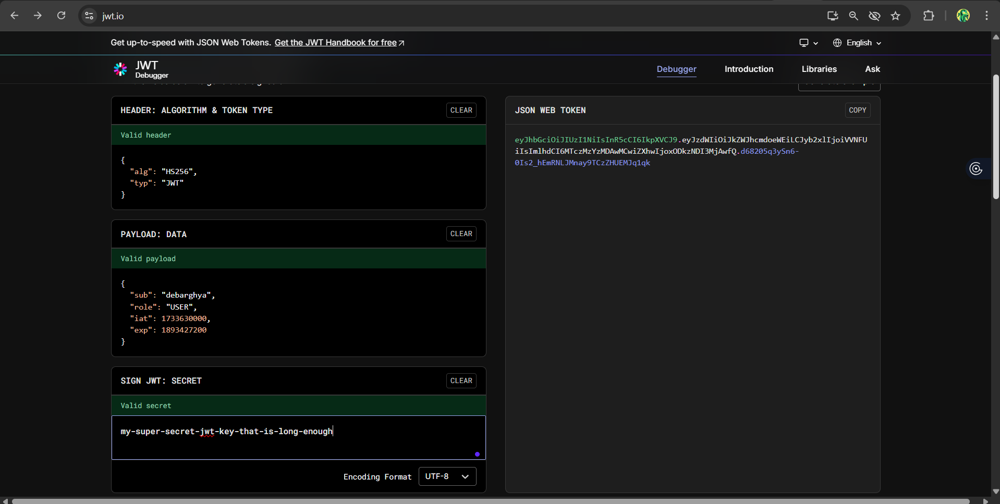 jwt.io
Get up-to-speed with JSON Web Tokens. Get the JWT Handbook for free
English
JWT
Debugger
Debugger Introduction Libraries Ask
HEADER: ALGORITHM & TOKEN TYPE
CLEAR
Valid header
{
"alg": "HS256",
"typ": "JWT"
}
PAYLOAD: DATA
CLEAR
Valid payload
{
"sub": "debarghya",
"role": "USER",
"iat": 1733630000,
"exp": 1893427200
}
SIGN JWT: SECRET
CLEAR
Valid secret
my-super-secret-jwt-key-that-is-long-enough
Encoding Format UTF-8
JSON WEB TOKEN
COPY
eyJhbGciOiJIUzI1NiIsInR5cCI6IkpXVCJ9.eyJzdWIiOiJkZWJhcmdoeWEiLCJyb2xlIjoiVVNFU
iIsImlhdCI6MTczMzYzMDAwMCwiZXhwIjoxODkzNDI3MjAwfQ.d68205q3ySn6-
0Is2_hEmRNLJMnay9TCzZHUEMJq1qk